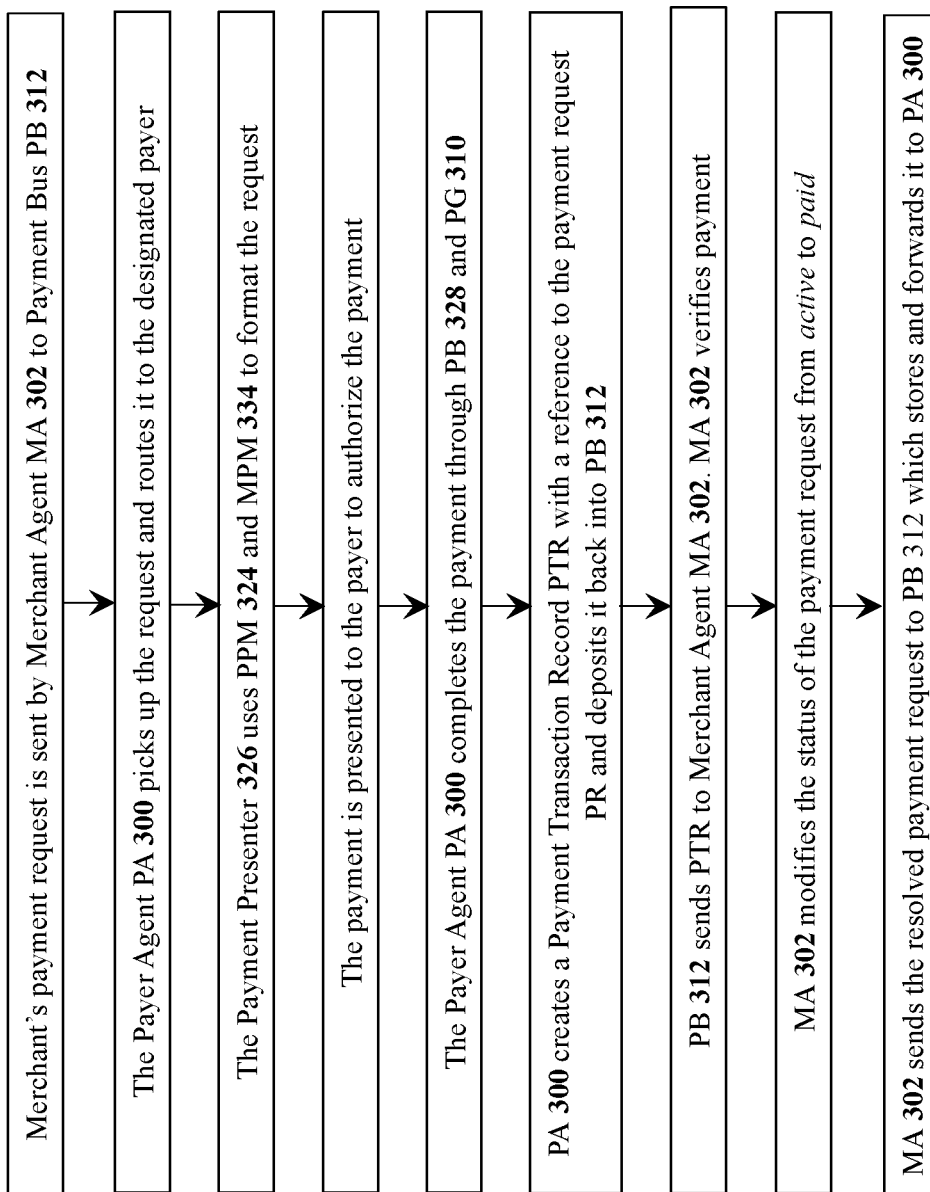 Merchant's payment request is sent by Merchant Agent MA 302 to Payment Bus PB 312
The Payer Agent PA 300 picks up the request and routes it to the designated payer
The Payment Presenter 326 uses PPM 324 and MPM 334 to format the request
The payment is presented to the payer to authorize the payment
The Payer Agent PA 300 completes the payment through PB 328 and PG 310
PA 300 creates a Payment Transaction Record PTR with a reference to the payment request
PR and deposits it back into PB 312
PB 312 sends PTR to Merchant Agent MA 302. MA 302 verifies payment
MA 302 modifies the status of the payment request from active to paid
MA 302 sends the resolved payment request to PB 312 which stores and forwards it to PA 300